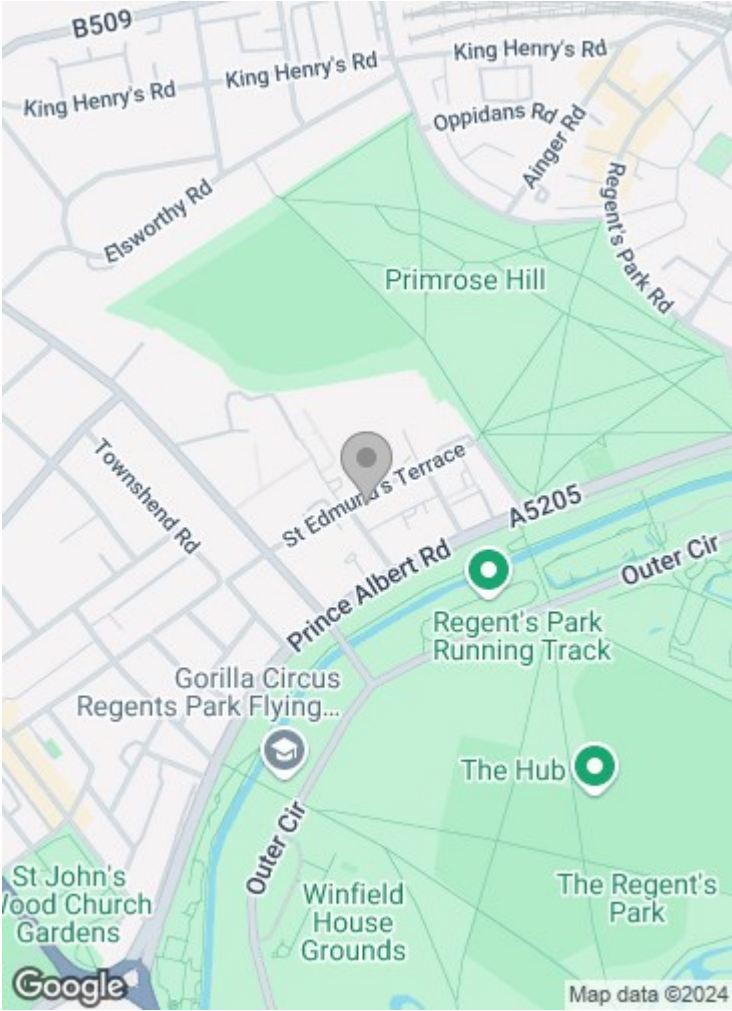 B509
King Henry's Rd
King Henry's Rd
King Henry's Rd
Oppidans Rd
Ainger Rd
Regent's Park Rd
Elsworthy Rd
Primrose Hill
Townshend Rd
St Edmund's Terrace
A5205
Prince Albert Rd
Outer Cir
Regent's Park
Running Track
Gorilla Circus
Regents Park Flying...
The Hub
Outer Cir
St John's
Wood Church
Gardens
Winfield
House
Grounds
The Regent's
Park
Google
Map data ©2024